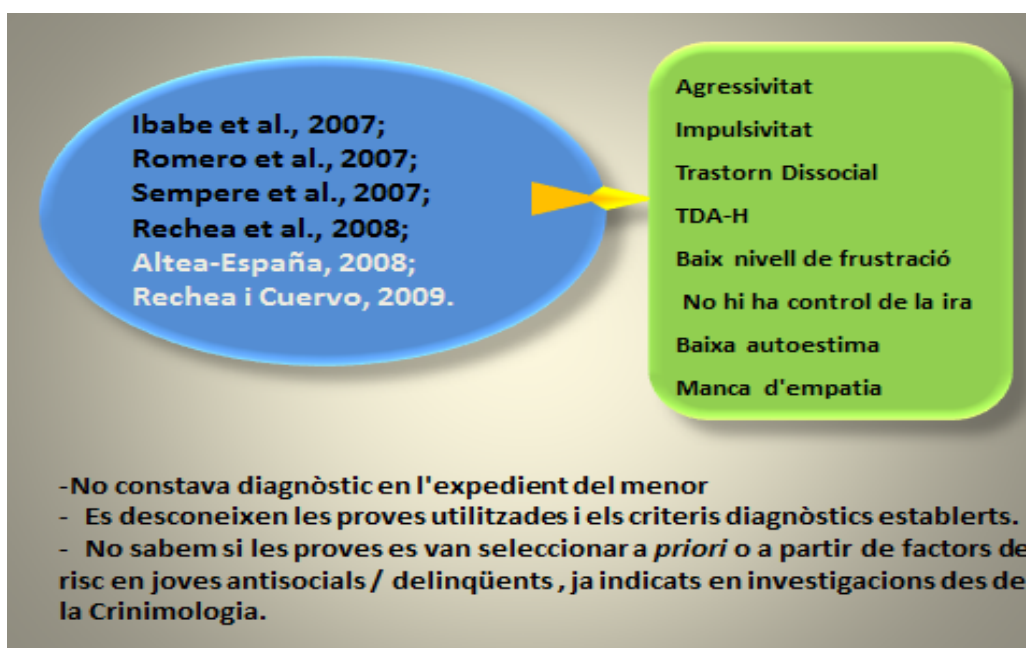 Ibabe et al., 2007;
Romero et al., 2007;
Sempere et al., 2007;
Rechea et al., 2008;
Altea-España, 2008;
Rechea i Cuervo, 2009.
Agressivitat
Impulsivitat
Trastorn Dissocial
TDA-H
Baix nivell de frustració
No hi ha control de la ira
Baixa autoestima
Manca d'empatia
-No constava diagnòstic en l'expedient del menor
- Es desconeixen les proves utilitzades i els criteris diagnòstics establerts.
- No sabem si les proves es van seleccionar a priori o a partir de factors de
risc en joves antisocials / delinqüents , ja indicats en investigacions des de
la Crinimologia.